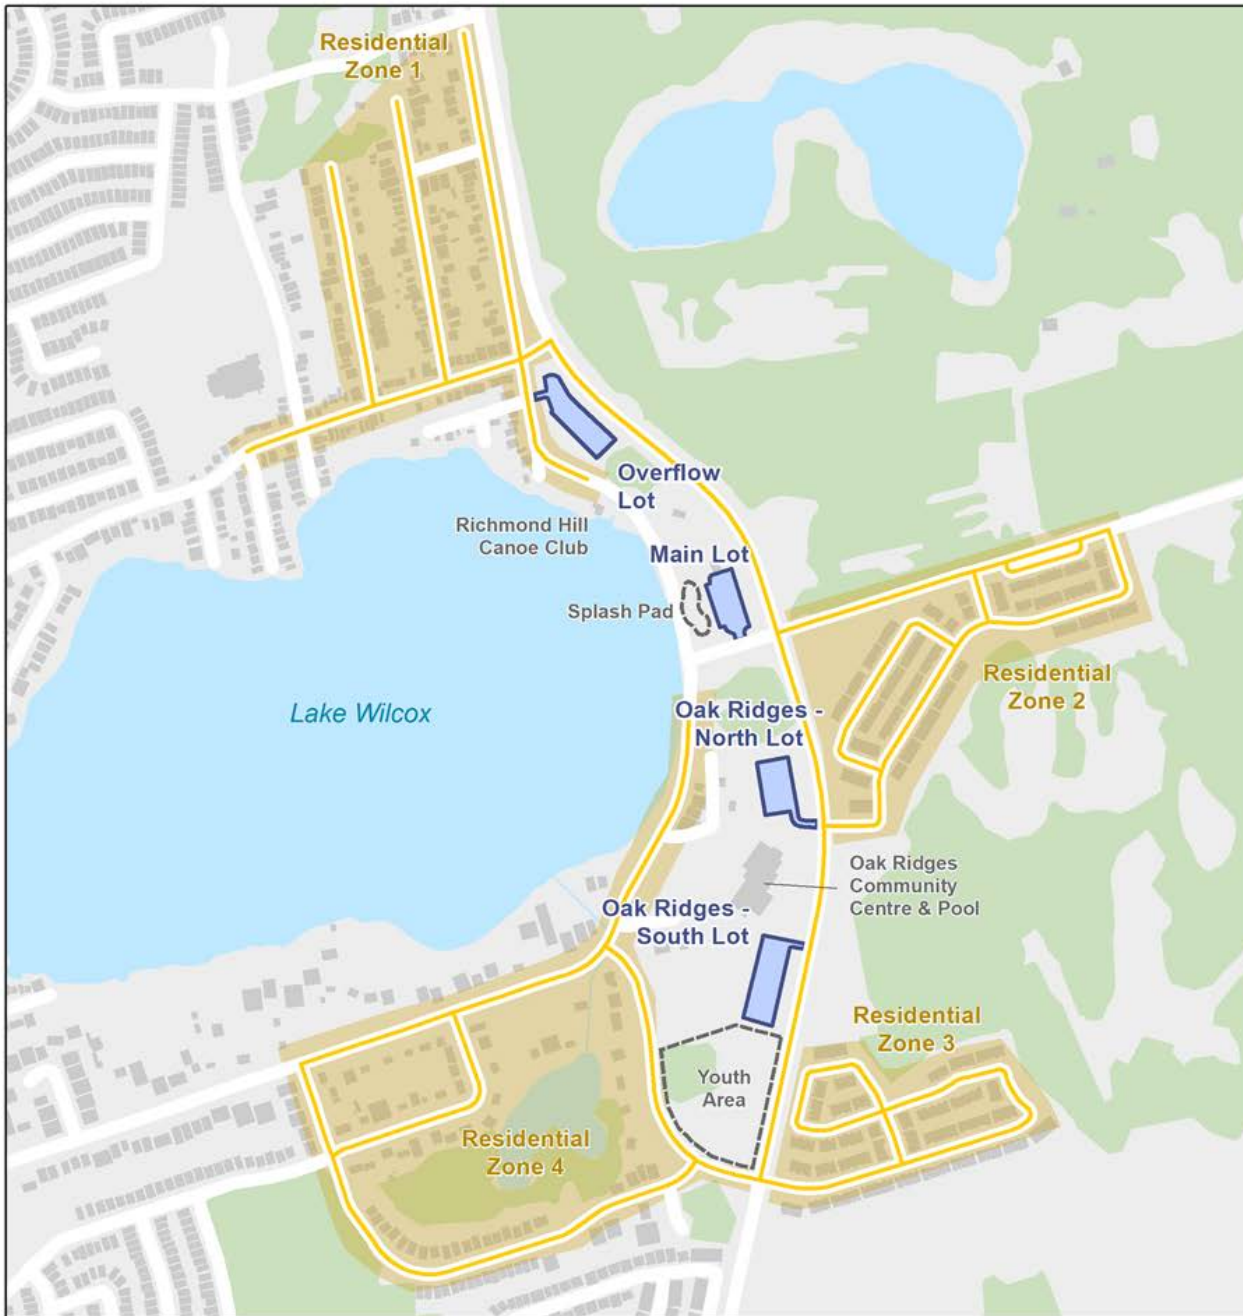 Residential
Zone 1
Overflow
Lot
Richmond Hill
Canoe Club
Main Lot
Splash Pad
Residential
Zone 2
Lake Wilcox
Oak Ridges -
North Lot
Oak Ridges
Community
Centre & Pool
Oak Ridges -
South Lot
Residential
Zone 3
Youth
Area
Residential
Zone 4